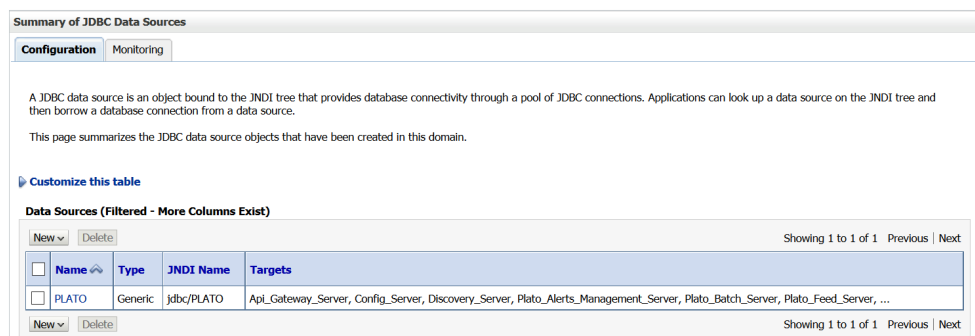 Summary of JDBC Data Sources
Configuration Monitoring
A JDBC data source is an object bound to the JNDI tree that provides database connectivity through a pool of JDBC connections. Applications can look up a data source on the JNDI tree and
then borrow a database connection from a data source.
This page summarizes the JDBC data source objects that have been created in this domain.
Customize this table
Data Sources (Filtered - More Columns Exist)
New Delete Showing 1 to 1 of 1 Previous | Next
Name Type JNDI Name Targets
PLATO Generic jdbc/PLATO Api_Gateway_Server, Config_Server, Discovery_Server, Plato_Alerts_Management_Server, Plato_Batch_Server, Plato_Feed_Server, ...
New Delete Showing 1 to 1 of 1 Previous | Next